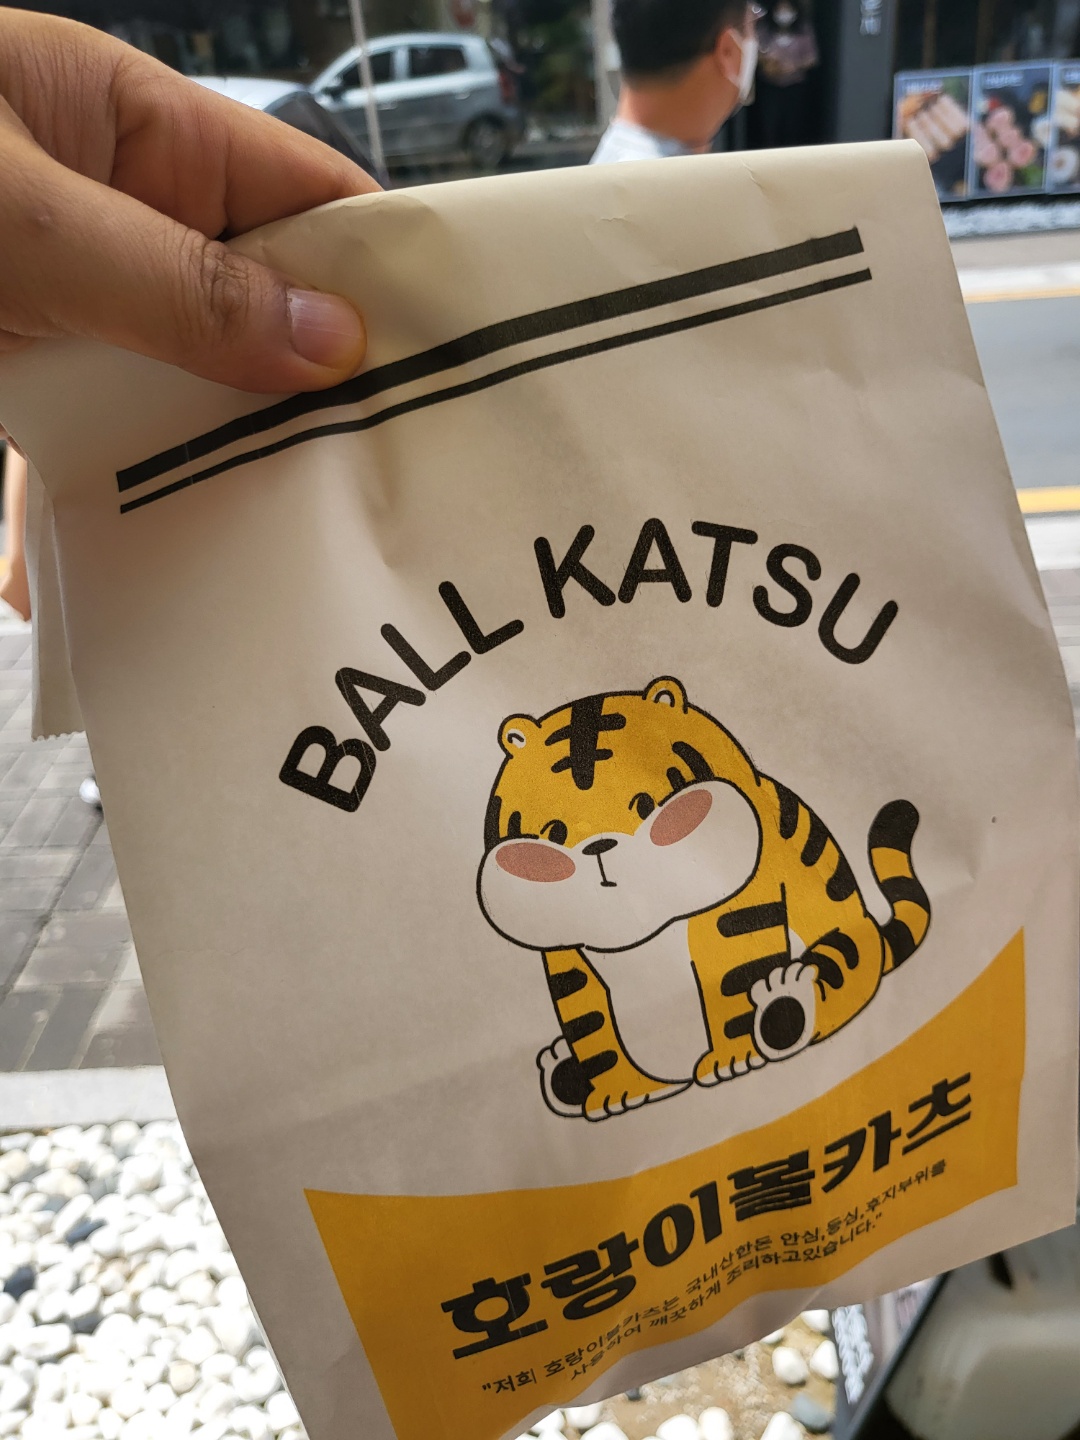 BALL KATSU
호랑이볼카츠
"저희 호랑이볼카츠는 국내산한돈 안심,등심,후지부위를
사용하여 깨끗하게 조리하고있습니다."